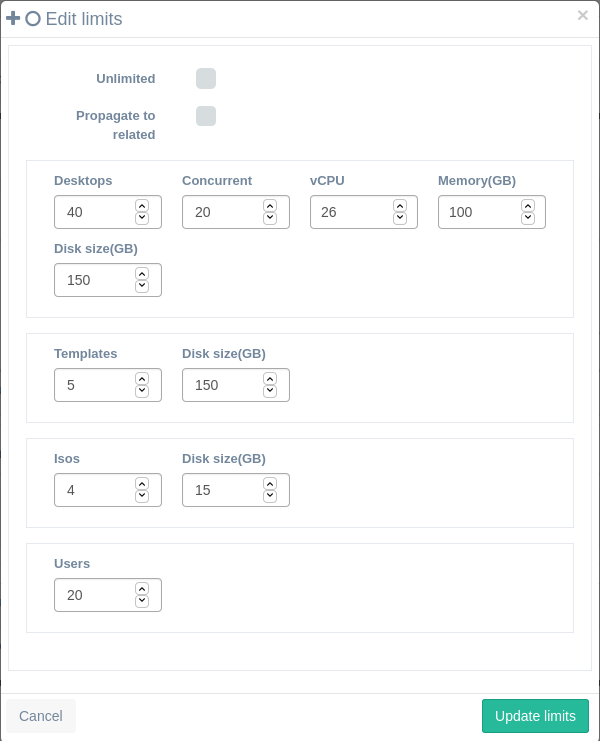 Edit limits
×
Unlimited
Propagate to
related
Desktops Concurrent vCPU Memory(GB)
40 20 26 100
Disk size(GB)
150
Templates Disk size(GB)
5 150
Isos Disk size(GB)
4 15
Users
20
Cancel Update limits